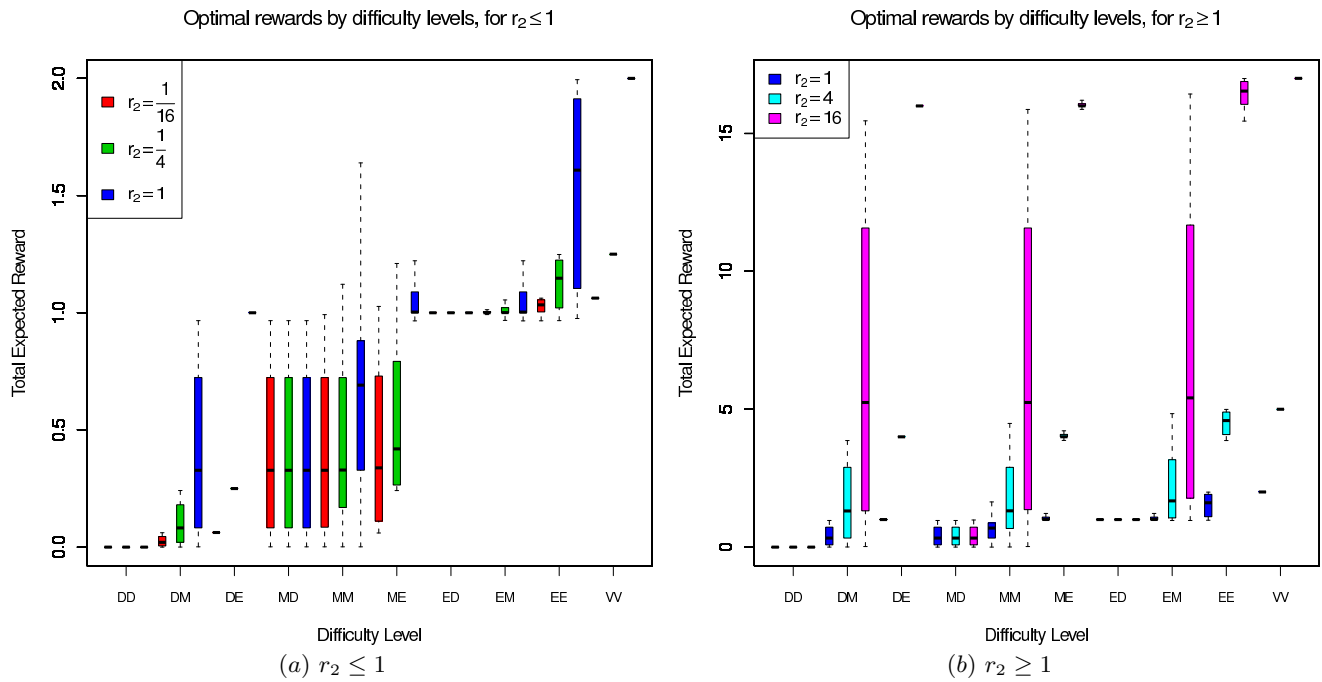 Optimal rewards by difficulty levels, for r₂≤1
2.0
1.5
1.0
0.5
0.0
Total Expected Reward
r₂=1/16
r₂=1/4
r₂=1
DD DM DE MD MM ME ED EM EE VV
Difficulty Level
(a) r₂ ≤ 1
Optimal rewards by difficulty levels, for r₂≥1
15
10
5
0
Total Expected Reward
r₂=1
r₂=4
r₂=16
DD DM DE MD MM ME ED EM EE VV
Difficulty Level
(b) r₂ ≥ 1